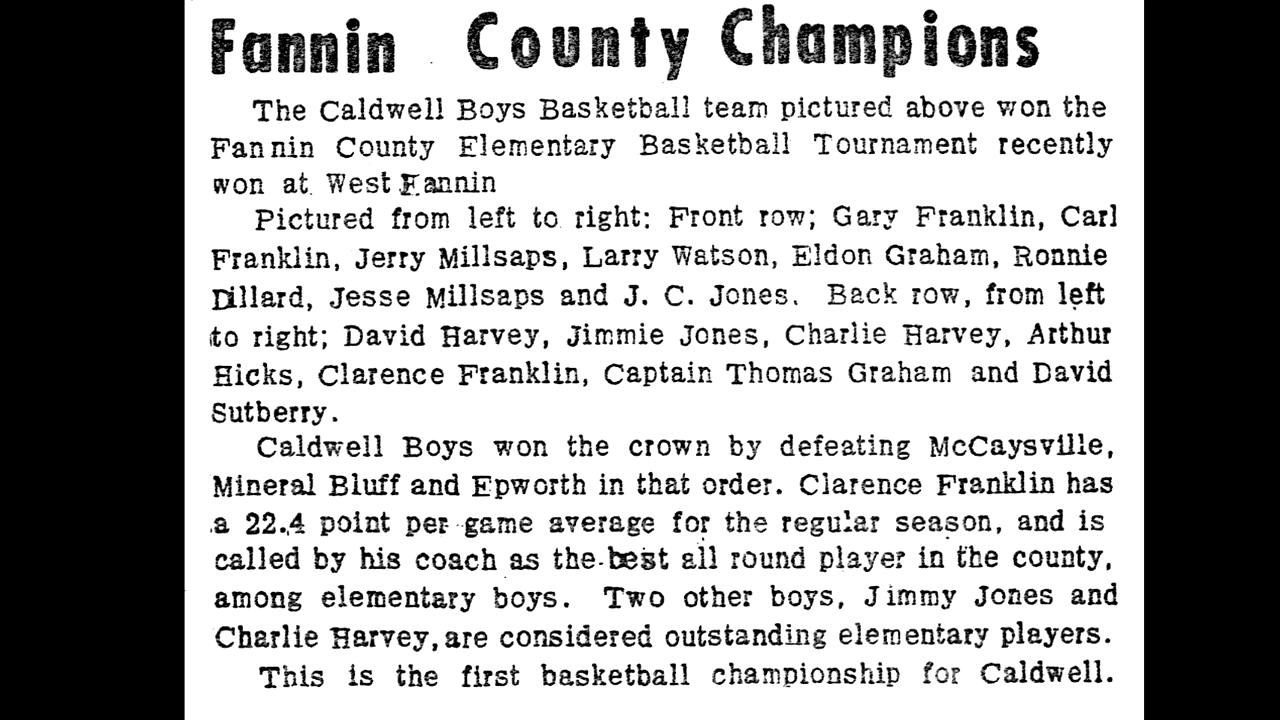 Fannin County Champions
The Caldwell Boys Basketball team pictured above won the
Fannin County Elementary Basketball Tournament recently
won at West Fannin
Pictured from left to right: Front row; Gary Franklin, Carl
Franklin, Jerry Millsaps, Larry Watson, Eldon Graham, Ronnie
Dillard, Jesse Millsaps and J. C. Jones. Back row, from left
to right; David Harvey, Jimmie Jones, Charlie Harvey, Arthur
Hicks, Clarence Franklin, Captain Thomas Graham and David
Sutberry.
Caldwell Boys won the crown by defeating McCaysville,
Mineral Bluff and Epworth in that order. Clarence Franklin has
a 22.4 point per game average for the regular season, and is
called by his coach as the best all round player in the county,
among elementary boys. Two other boys, Jimmy Jones and
Charlie Harvey, are considered outstanding elementary players.
This is the first basketball championship for Caldwell.